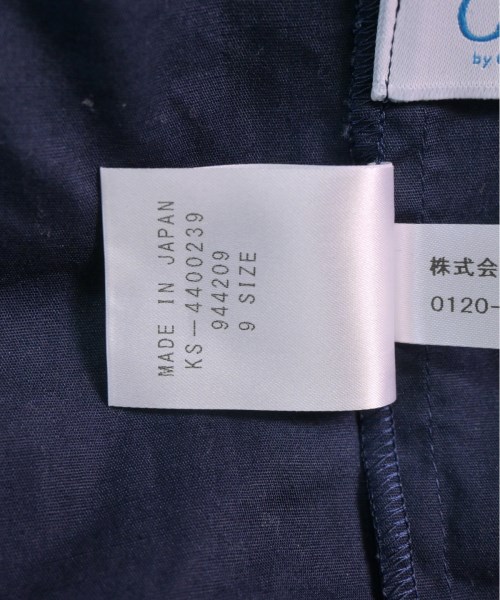 MADE IN JAPAN
KS-4400239
944209
9 SIZE
by
株式会
0120-